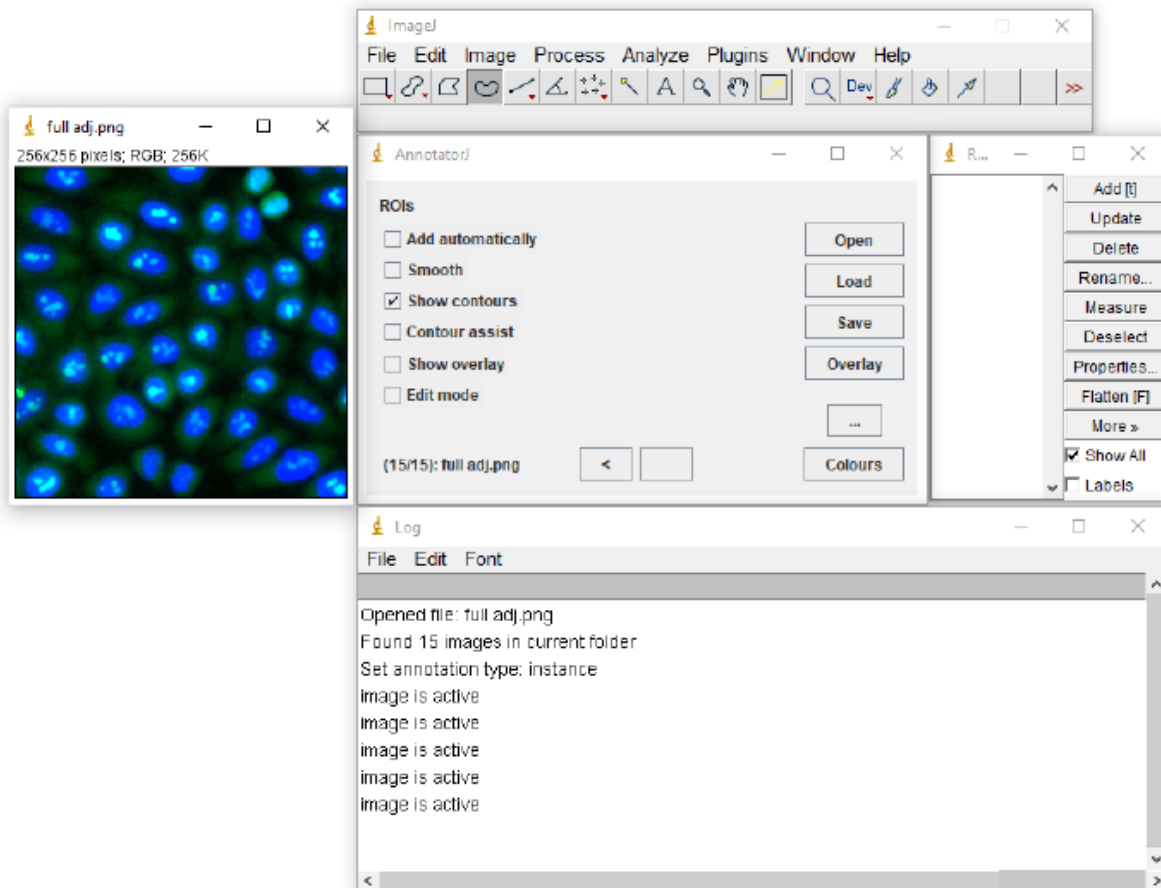 ImageJ
File Edit Image Process Analyze Plugins Window Help
A Dev >>
full adj.png
256x256 pixels; RGB; 256K
AnnotatorJ
ROIs
Add automatically
Smooth
Show contours
Contour assist
Show overlay
Edit mode
(15/15): full adj.png
<
Open
Load
Save
Overlay
...
Colours
R...
Add [t]
Update
Delete
Rename...
Measure
Deselect
Properties...
Flatten [F]
More »
Show All
Labels
Log
File Edit Font
Opened file: full adj.png
Found 15 images in current folder
Set annotation type: instance
image is active
image is active
image is active
image is active
image is active